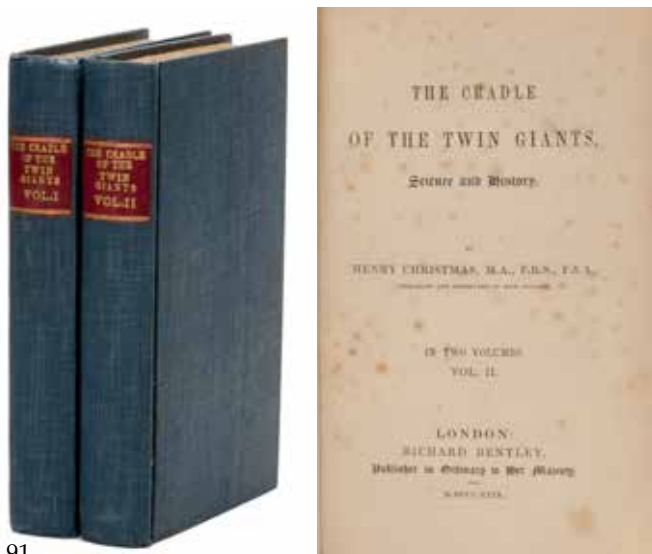 THE CRADLE
OF THE
TWIN
GIANTS
VOL.I
THE CRADLE
OF THE
TWIN
GIANTS
VOL.II
THE CRADLE
OF THE TWIN GIANTS,
Science and History.
BY
HENRY CHRISTMAS, M.A., F.R.S., F.S.A.,
IN TWO VOLUMES
VOL. II.
LONDON:
RICHARD BENTLEY,
Publisher in Ordinary to Her Majesty.
M.DCCC.XLIX.
91